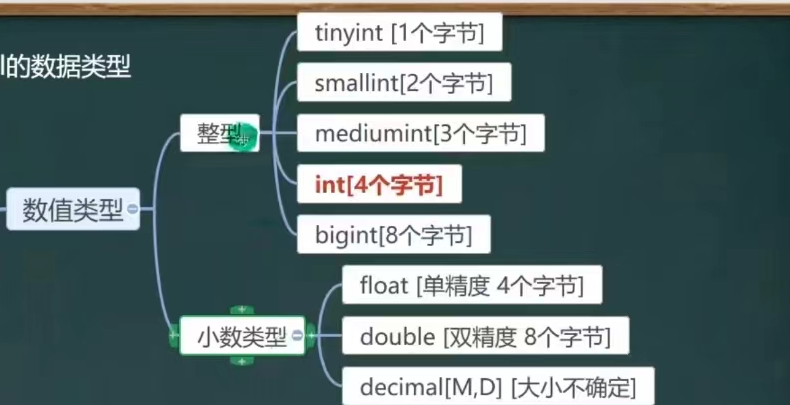 l的数据类型
tinyint [1个字节]
smallint[2个字节]
整型
mediumint[3个字节]
int[4个字节]
数值类型
bigint[8个字节]
float [单精度 4个字节]
小数类型
double [双精度 8个字节]
decimal[M,D] [大小不确定]